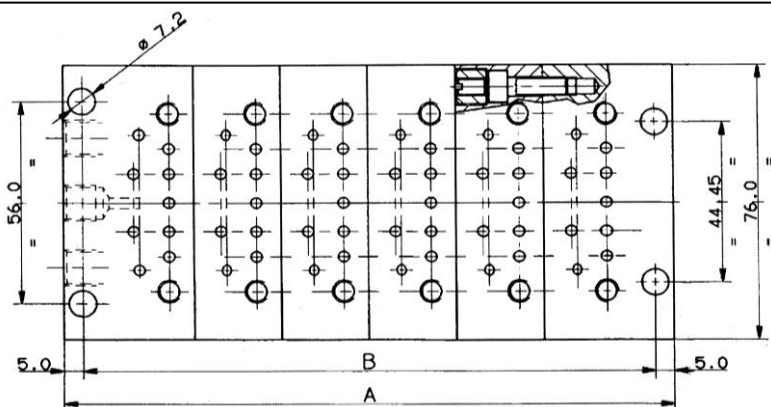 ø 7.2
56.0
= =
44.45
= =
76.0
= =
5.0
B
5.0
A